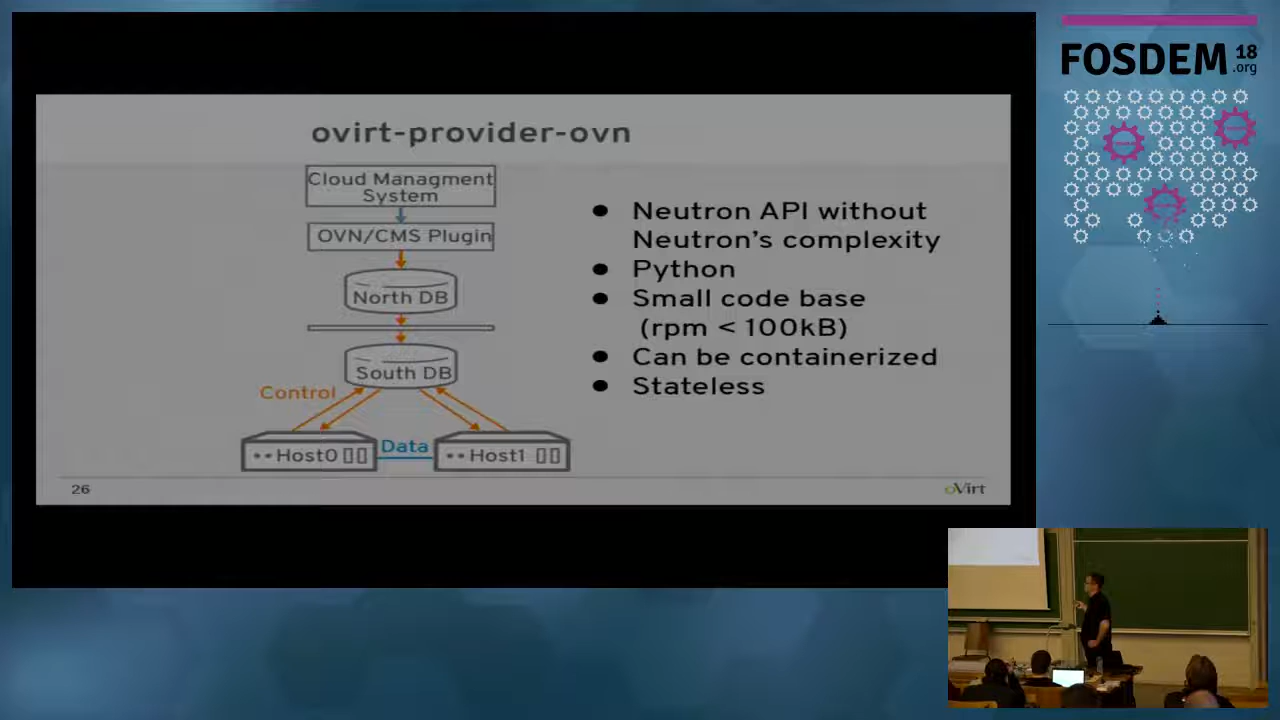 FOSDEM 18
.org
ovirt-provider-ovn
Cloud Managment
System
OVN/CMS Plugin
North DB
South DB
Control
Data
Host0
Host1
● Neutron API without
Neutron's complexity
● Python
● Small code base
(rpm < 100kB)
● Can be containerized
● Stateless
26
oVirt